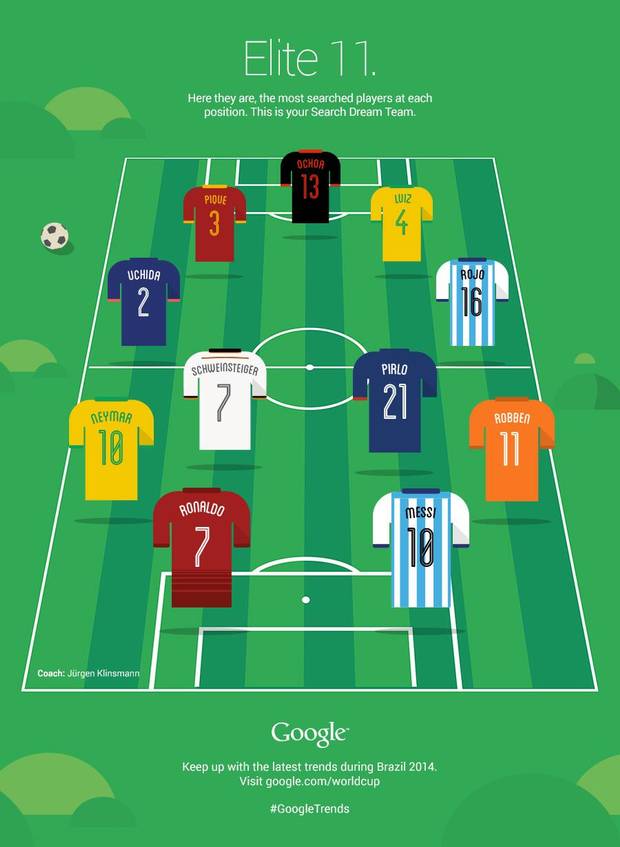 Elite 11.
Here they are, the most searched players at each
position. This is your Search Dream Team.
OCHOA
13
PIQUE
3
LUIZ
4
UCHIDA
2
ROJO
16
SCHWEINSTEIGER
7
PIRLO
21
NEYMAR
10
ROBBEN
11
RONALDO
7
MESSI
10
Coach: Jürgen Klinsmann
Google™
Keep up with the latest trends during Brazil 2014.
Visit google.com/worldcup
#GoogleTrends